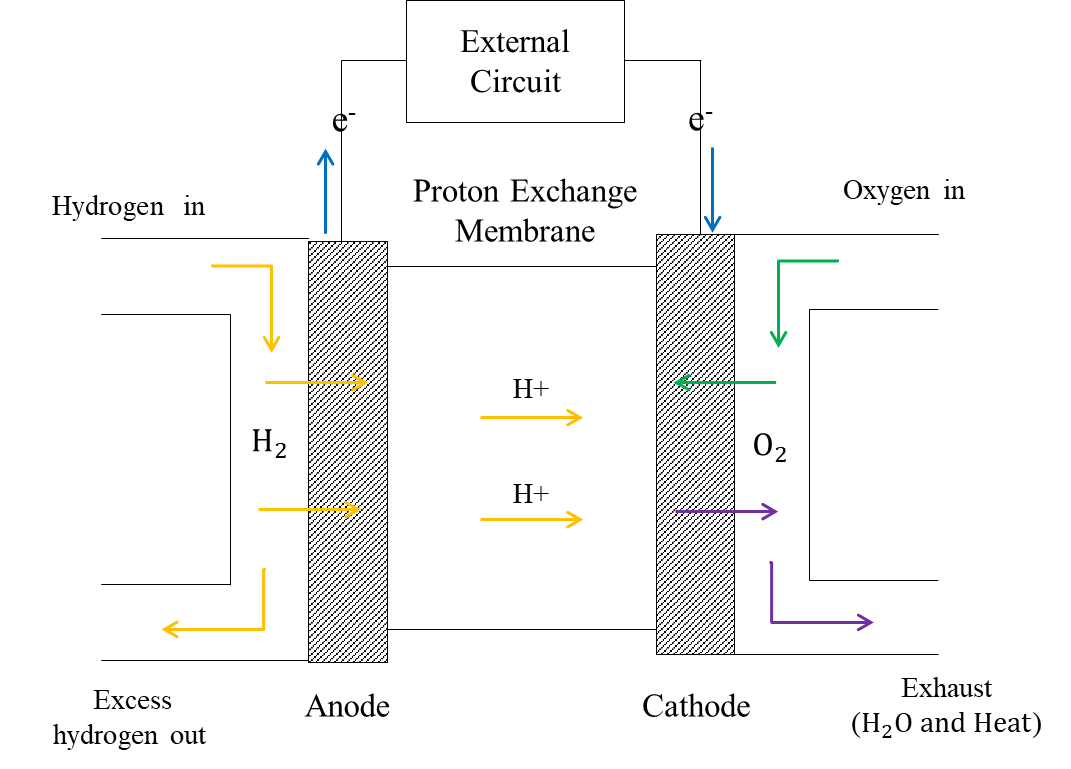 External
Circuit
e-
e-
Proton Exchange
Membrane
Hydrogen in
Oxygen in
H+
H₂
O₂
H+
Excess
hydrogen out
Anode
Cathode
Exhaust
(H₂O and Heat)